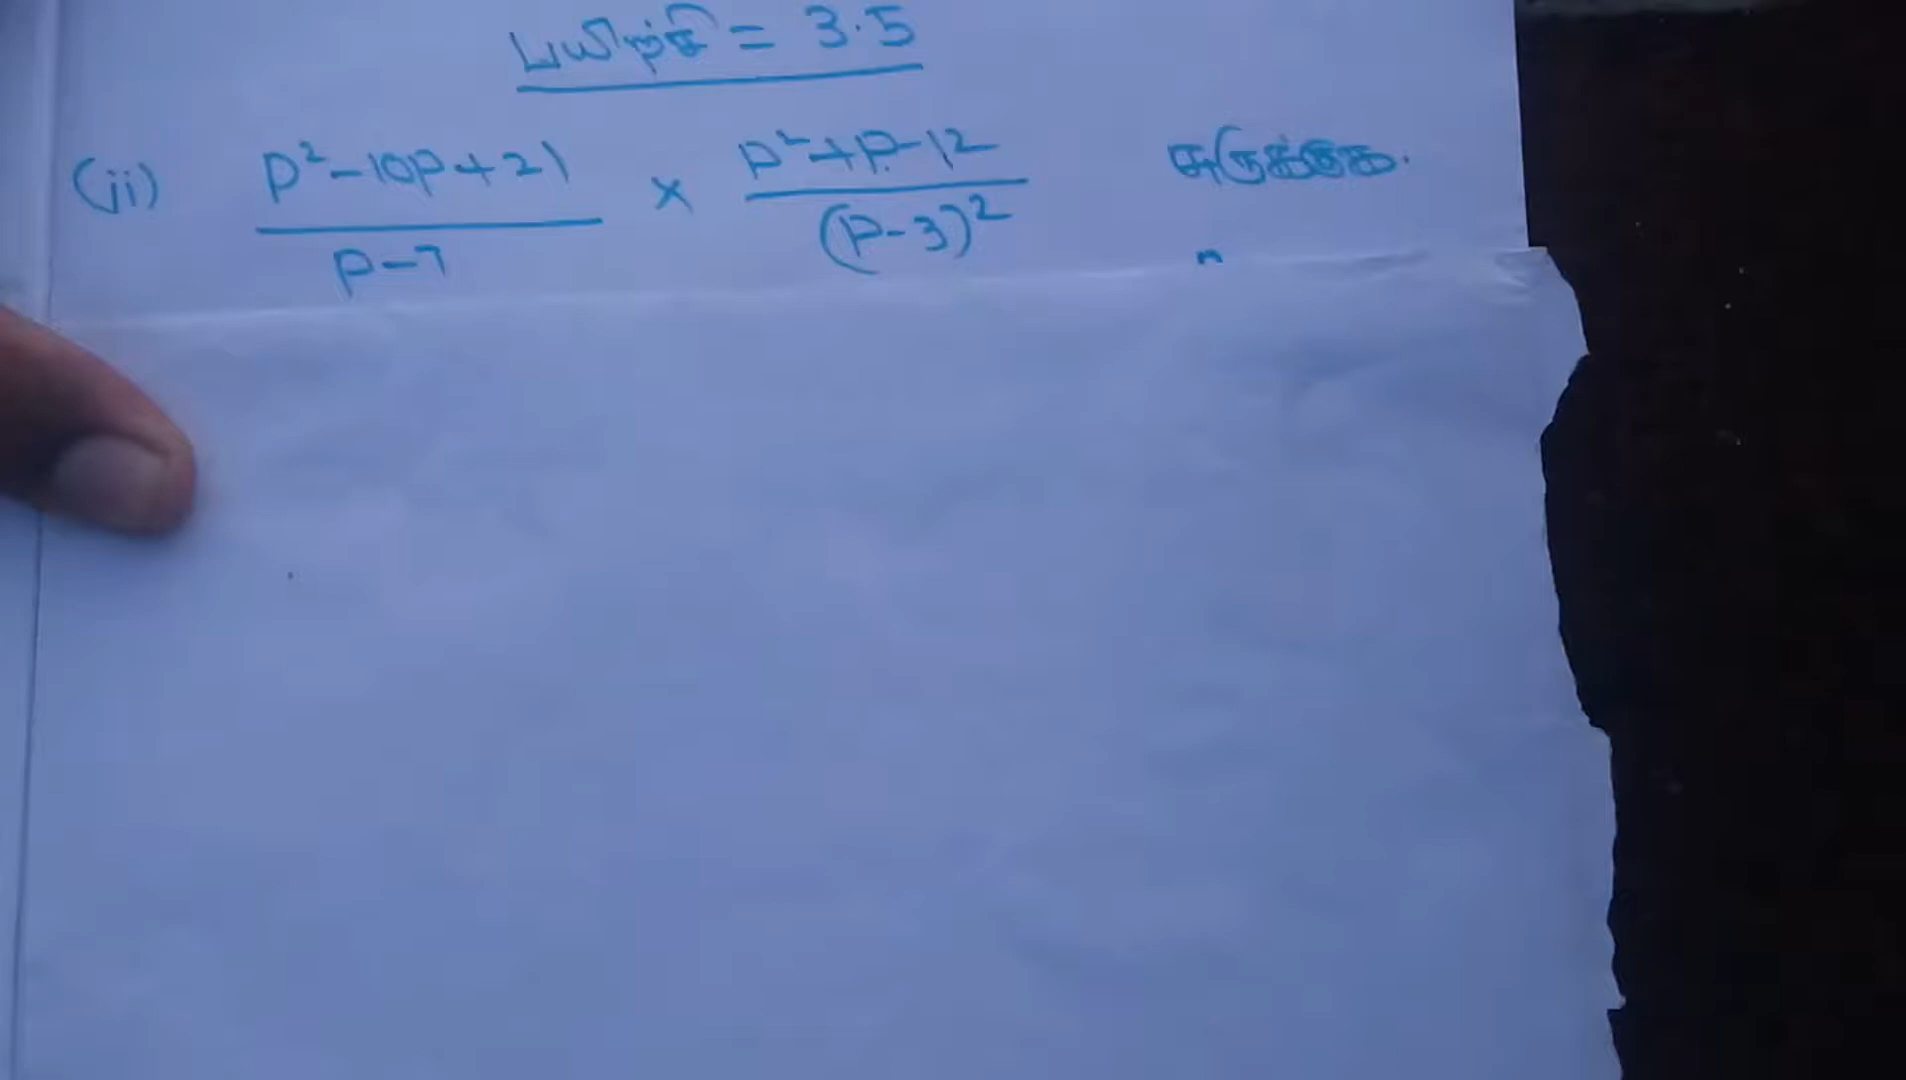 பயிற்சி = 3.5
(ii) p²-10p+21 / p-7 × p²+p-12 / (p-3)² சுருக்குக.